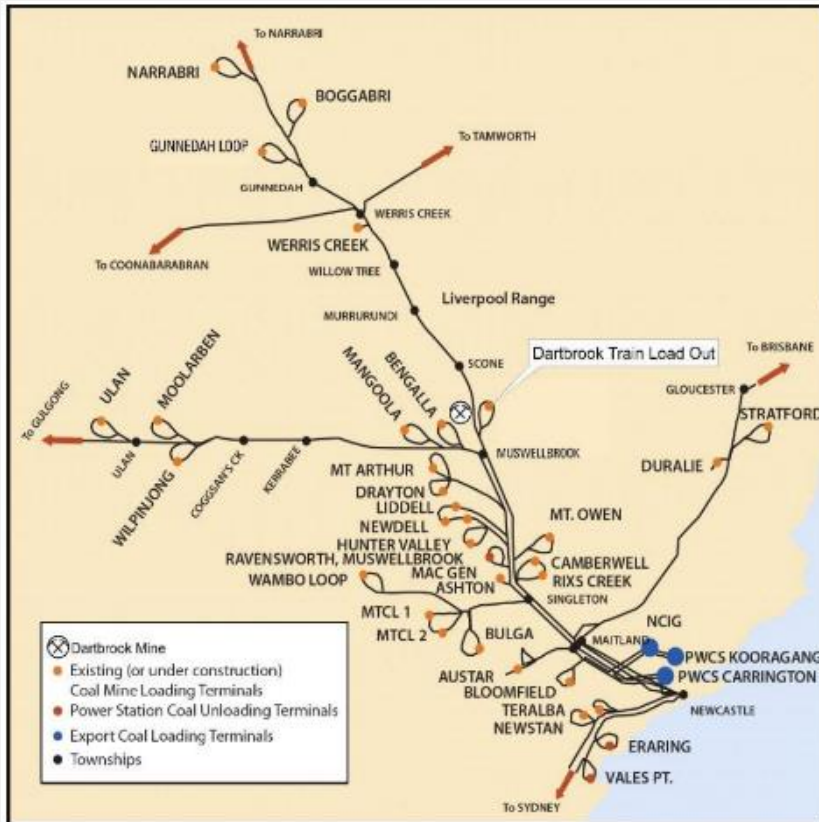 To NARRABRI
NARRABRI
BOGGABRI
To TAMWORTH
GUNNEDAH LOOP
GUNNEDAH
WERRIS CREEK
WERRIS CREEK
To COONABARABRAN
WILLOW TREE
Liverpool Range
MURRURUNDI
Dartbrook Train Load Out
To BRISBANE
SCONE
GLOUCESTER
ULAN
MOOLARBEN
MANGOOLA
BENGALLA
STRATFORD
To GULGONG
MUSWELLBROOK
ULAN
WILPINJONG
COGGSAN'S CK
KERRABEE
DURALIE
MT ARTHUR
DRAYTON
LIDDELL
NEWDELL
MT. OWEN
HUNTER VALLEY
RAVENSWORTH, MUSWELLBROOK
CAMBERWELL
MAC GEN
RIXS CREEK
WAMBO LOOP
ASHTON
SINGLETON
MTCL 1
NCIG
MTCL 2
BULGA
MAITLAND
PWCS KOORAGANG
AUSTAR
PWCS CARRINGTON
BLOOMFIELD
TERALBA
NEWCASTLE
NEWSTAN
ERARING
VALES PT.
To SYDNEY
Dartbrook Mine
Existing (or under construction)
Coal Mine Loading Terminals
Power Station Coal Unloading Terminals
Export Coal Loading Terminals
Townships